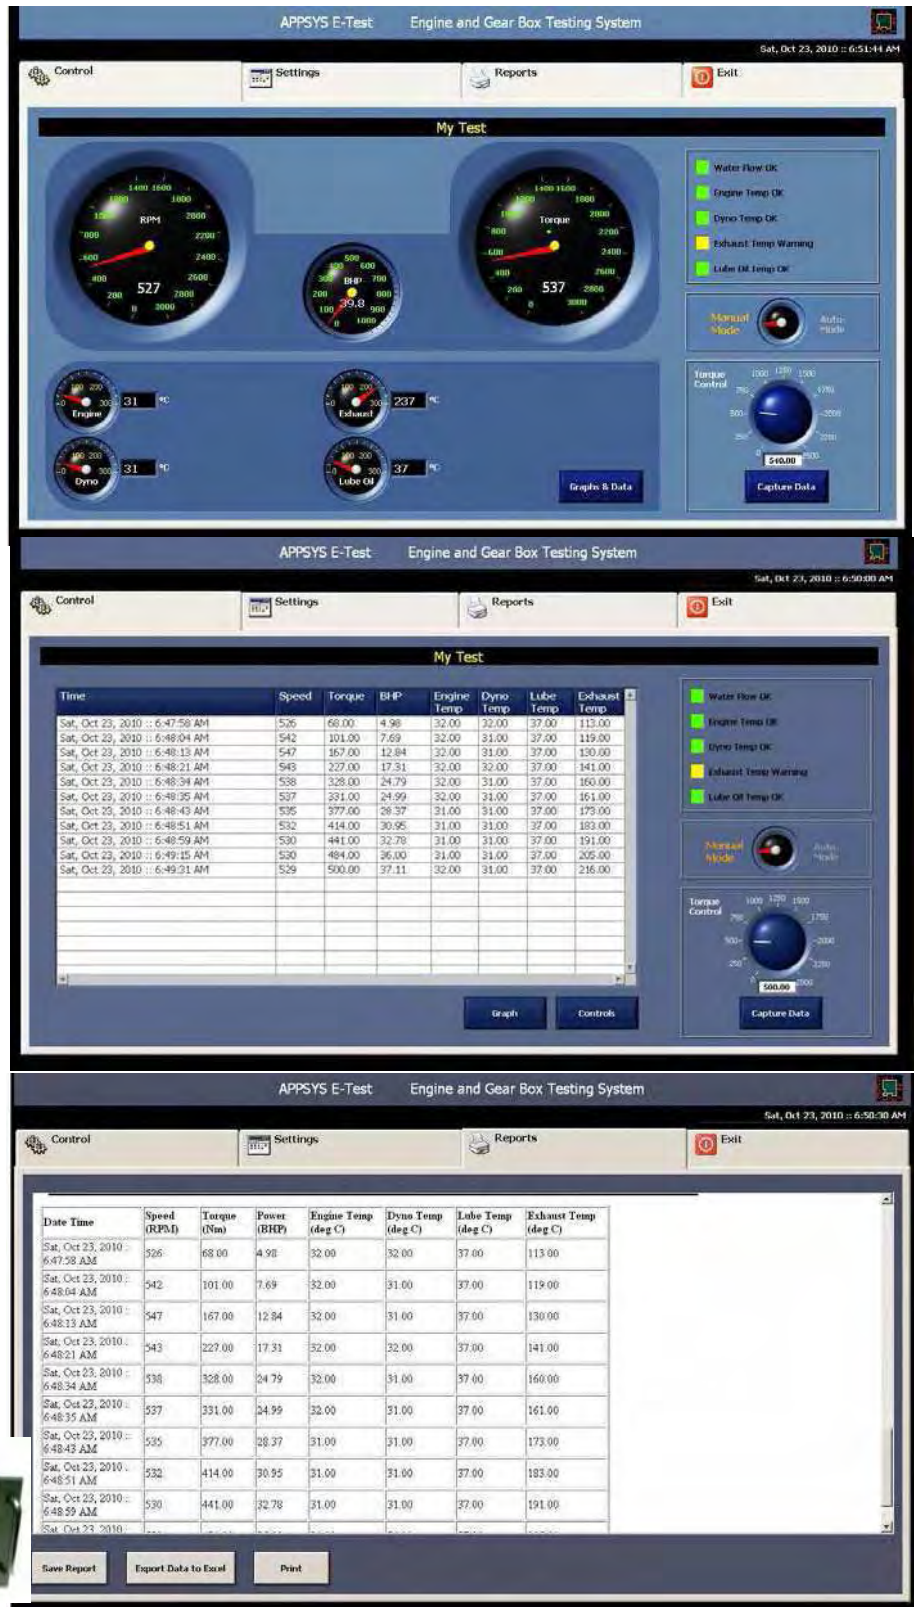 APPSYS E-Test Engine and Gear Box Testing System
Sat, Oct 23, 2010 :: 6:51:44 AM
Control Settings Reports Exit
My Test
RPM
527
BHP
39.8
Torque
537
Water Flow OK
Engine Temp OK
Dyno Temp OK
Exhaust Temp Warning
Lube Oil Temp OK
Manual Mode
Auto-Mode
Torque Control
540.00
Capture Data
Engine 31 ºC
Exhaust 237 ºC
Dyno 31 ºC
Lube Oil 37 ºC
Graphs & Data
APPSYS E-Test Engine and Gear Box Testing System
Sat, Oct 23, 2010 :: 6:50:00 AM
Control Settings Reports Exit
My Test
Time Speed Torque BHP Engine Temp Dyno Temp Lube Temp Exhaust Temp
Sat, Oct 23, 2010 :: 6:47:58 AM 526 68.00 4.98 32.00 32.00 37.00 113.00
Sat, Oct 23, 2010 :: 6:48:04 AM 542 101.00 7.69 32.00 31.00 37.00 119.00
Sat, Oct 23, 2010 :: 6:48:13 AM 547 167.00 12.84 32.00 31.00 37.00 130.00
Sat, Oct 23, 2010 :: 6:48:21 AM 543 227.00 17.31 32.00 32.00 37.00 141.00
Sat, Oct 23, 2010 :: 6:48:34 AM 538 328.00 24.79 32.00 31.00 37.00 160.00
Sat, Oct 23, 2010 :: 6:48:35 AM 537 331.00 24.99 32.00 31.00 37.00 161.00
Sat, Oct 23, 2010 :: 6:48:43 AM 535 377.00 28.37 31.00 31.00 37.00 173.00
Sat, Oct 23, 2010 :: 6:48:51 AM 532 414.00 30.95 31.00 31.00 37.00 183.00
Sat, Oct 23, 2010 :: 6:48:59 AM 530 441.00 32.78 31.00 31.00 37.00 191.00
Sat, Oct 23, 2010 :: 6:49:15 AM 530 484.00 36.00 31.00 31.00 37.00 205.00
Sat, Oct 23, 2010 :: 6:49:31 AM 529 500.00 37.11 32.00 31.00 37.00 216.00
Water Flow OK
Engine Temp OK
Dyno Temp OK
Exhaust Temp Warning
Lube Oil Temp OK
Manual Mode
Auto-Mode
Torque Control
500.00
Capture Data
Graph Controls
APPSYS E-Test Engine and Gear Box Testing System
Sat, Oct 23, 2010 :: 6:50:30 AM
Control Settings Reports Exit
Date Time Speed (RPM) Torque (Nm) Power (BHP) Engine Temp (deg C) Dyno Temp (deg C) Lube Temp (deg C) Exhaust Temp (deg C)
Sat, Oct 23, 2010 :: 6:47:58 AM 526 68.00 4.98 32.00 32.00 37.00 113.00
Sat, Oct 23, 2010 :: 6:48:04 AM 542 101.00 7.69 32.00 31.00 37.00 119.00
Sat, Oct 23, 2010 :: 6:48:13 AM 547 167.00 12.84 32.00 31.00 37.00 130.00
Sat, Oct 23, 2010 :: 6:48:21 AM 543 227.00 17.31 32.00 32.00 37.00 141.00
Sat, Oct 23, 2010 :: 6:48:34 AM 538 328.00 24.79 32.00 31.00 37.00 160.00
Sat, Oct 23, 2010 :: 6:48:35 AM 537 331.00 24.99 32.00 31.00 37.00 161.00
Sat, Oct 23, 2010 :: 6:48:43 AM 535 377.00 28.37 31.00 31.00 37.00 173.00
Sat, Oct 23, 2010 :: 6:48:51 AM 532 414.00 30.95 31.00 31.00 37.00 183.00
Sat, Oct 23, 2010 :: 6:48:59 AM 530 441.00 32.78 31.00 31.00 37.00 191.00
Sat, Oct 23, 2010
Save Report Export Data to Excel Print